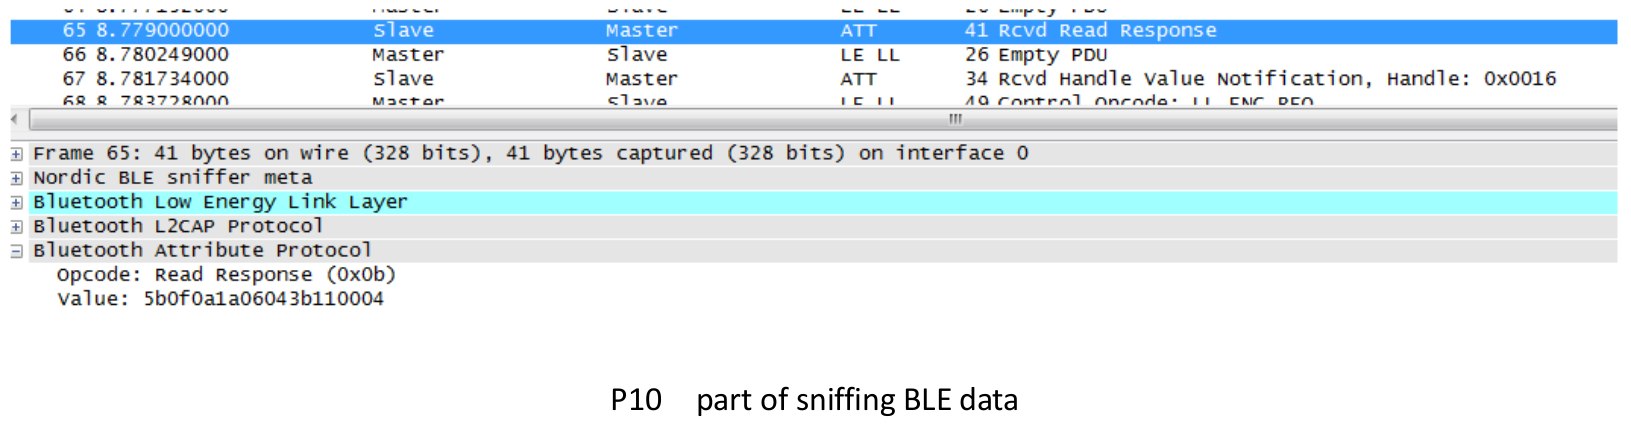 65 8.779000000 Slave Master ATT 41 Rcvd Read Response
66 8.780249000 Master Slave LE LL 26 Empty PDU
67 8.781734000 Slave Master ATT 34 Rcvd Handle Value Notification, Handle: 0x0016
68 8.783728000 Master Slave LE LL 49 Control Opcode: LL_ENC_REQ
Frame 65: 41 bytes on wire (328 bits), 41 bytes captured (328 bits) on interface 0
Nordic BLE sniffer meta
Bluetooth Low Energy Link Layer
Bluetooth L2CAP Protocol
Bluetooth Attribute Protocol
Opcode: Read Response (0x0b)
Value: 5b0f0a1a06043b110004
P10 part of sniffing BLE data